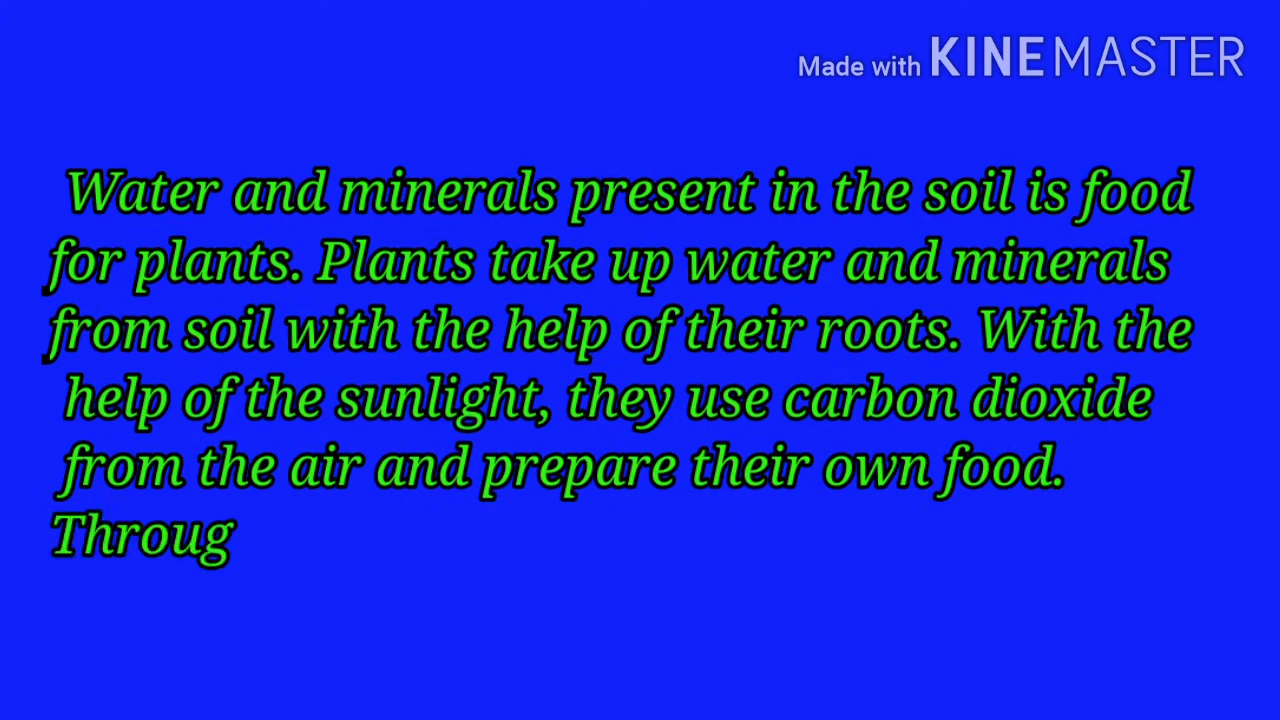 Made with KINEMASTER
Water and minerals present in the soil is food
for plants. Plants take up water and minerals
from soil with the help of their roots. With the
help of the sunlight, they use carbon dioxide
from the air and prepare their own food.
Throug